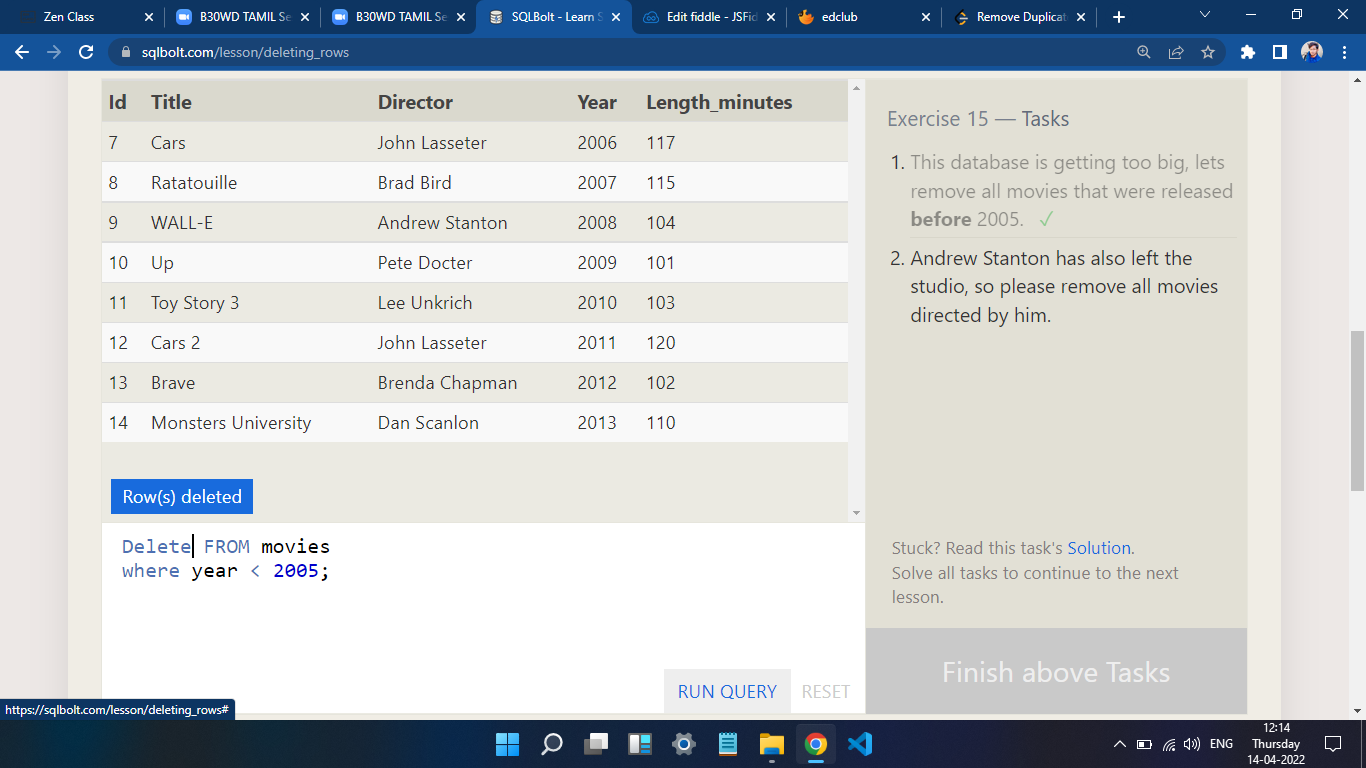 Zen Class
B30WD TAMIL Se
B30WD TAMIL Se
SQLBolt - Learn S
Edit fiddle - JSFid
edclub
Remove Duplicat
sqlbolt.com/lesson/deleting_rows
Id Title Director Year Length_minutes
7 Cars John Lasseter 2006 117
8 Ratatouille Brad Bird 2007 115
9 WALL-E Andrew Stanton 2008 104
10 Up Pete Docter 2009 101
11 Toy Story 3 Lee Unkrich 2010 103
12 Cars 2 John Lasseter 2011 120
13 Brave Brenda Chapman 2012 102
14 Monsters University Dan Scanlon 2013 110
Row(s) deleted
Delete FROM movies
where year < 2005;
RUN QUERY RESET
Exercise 15 — Tasks
1. This database is getting too big, lets
remove all movies that were released
before 2005. ✓
2. Andrew Stanton has also left the
studio, so please remove all movies
directed by him.
Stuck? Read this task's Solution.
Solve all tasks to continue to the next
lesson.
Finish above Tasks
https://sqlbolt.com/lesson/deleting_rows#
ENG
12:14
Thursday
14-04-2022